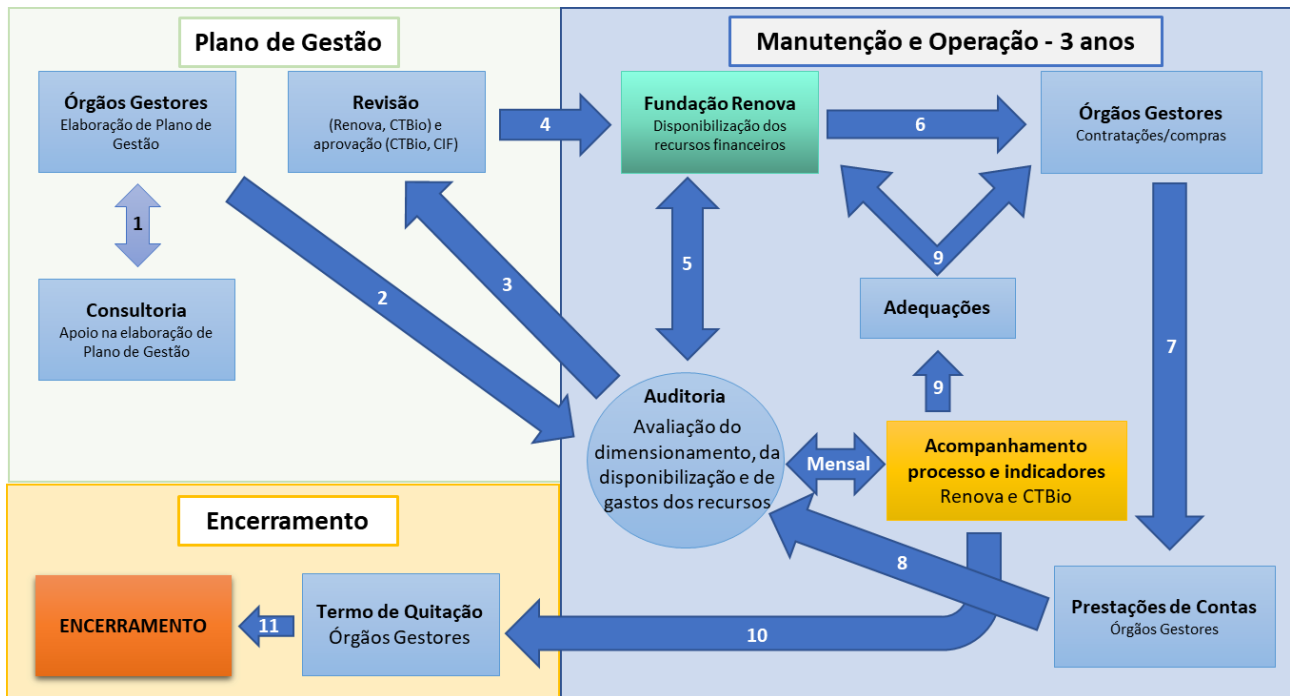 Plano de Gestão
Órgãos Gestores
Elaboração de Plano de
Gestão
Revisão
(Renova, CTBio) e
aprovação (CTBio, CIF)
1
Consultoria
Apoio na elaboração de
Plano de Gestão
2
3
4
Manutenção e Operação - 3 anos
Fundação Renova
Disponibilização dos
recursos financeiros
6
Órgãos Gestores
Contratações/compras
5
9
Adequações
9
7
Auditoria
Avaliação do
dimensionamento, da
disponibilização e de
gastos dos recursos
Mensal
Acompanhamento
processo e indicadores
Renova e CTBio
8
Prestações de Contas
Órgãos Gestores
10
Encerramento
Termo de Quitação
Órgãos Gestores
11
ENCERRAMENTO